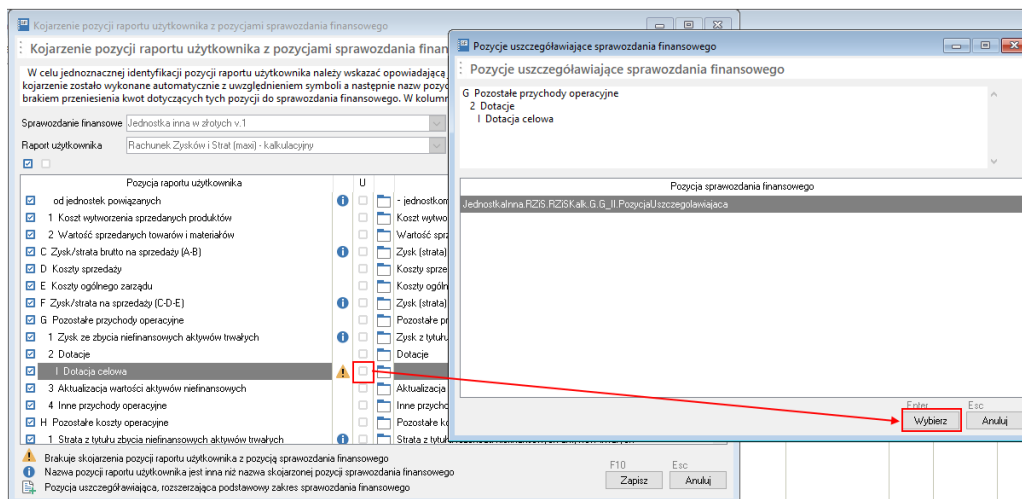 Kojarzenie pozycji raportu użytkownika z pozycjami sprawozdania finansowego
Kojarzenie pozycji raportu użytkownika z pozycjami sprawozdania finan
W celu jednoznacznej identyfikacji pozycji raportu użytkownika należy wskazać opowiadającą
kojarzenie zostało wykonane automatycznie z uwzględnieniem symboli a następnie nazw pozyc
brakiem przeniesienia kwot dotyczących tych pozycji do sprawozdania finansowego. W kolumn
Sprawozdanie finansowe Jednostka inna w złotych v.1
Raport użytkownika Rachunek Zysków i Strat (maxi) - kalkulacyjny
Pozycja raportu użytkownika U
od jednostek powiązanych - jednostkom
1 Koszt wytworzenia sprzedanych produktów Koszt wytwo
2 Wartość sprzedanych towarów i materiałów Wartość sprz
C Zysk/strata brutto na sprzedaży (A-B) Zysk (strata)
D Koszty sprzedaży Koszty sprze
E Koszty ogólnego zarządu Koszty ogóln
F Zysk/strata na sprzedaży (C-D-E) Zysk (strata)
G Pozostałe przychody operacyjne Pozostałe pr
1 Zysk ze zbycia niefinansowych aktywów trwałych Zysk z tytułu
2 Dotacje Dotacje
I Dotacja celowa
3 Aktualizacja wartości aktywów niefinansowych Aktualizacja
4 Inne przychody operacyjne Inne przycho
H Pozostałe koszty operacyjne Pozostałe ko
1 Strata z tytułu zbycia niefinansowych aktywów trwałych
Brakuje skojarzenia pozycji raportu użytkownika z pozycją sprawozdania finansowego
Nazwa pozycji raportu użytkownika jest inna niż nazwa skojarzonej pozycji sprawozdania finansowego
Pozycja uszczegóławiająca, rozszerzająca podstawowy zakres sprawozdania finansowego
F10 Esc
Zapisz Anuluj
Pozycje uszczegóławiające sprawozdania finansowego
Pozycje uszczegóławiające sprawozdania finansowego
G Pozostałe przychody operacyjne
2 Dotacje
I Dotacja celowa
Pozycja sprawozdania finansowego
JednostkaInna.RZiS.RZiSKalk.G.G_II.PozycjaUszczegolawiajaca
Enter Esc
Wybierz Anuluj